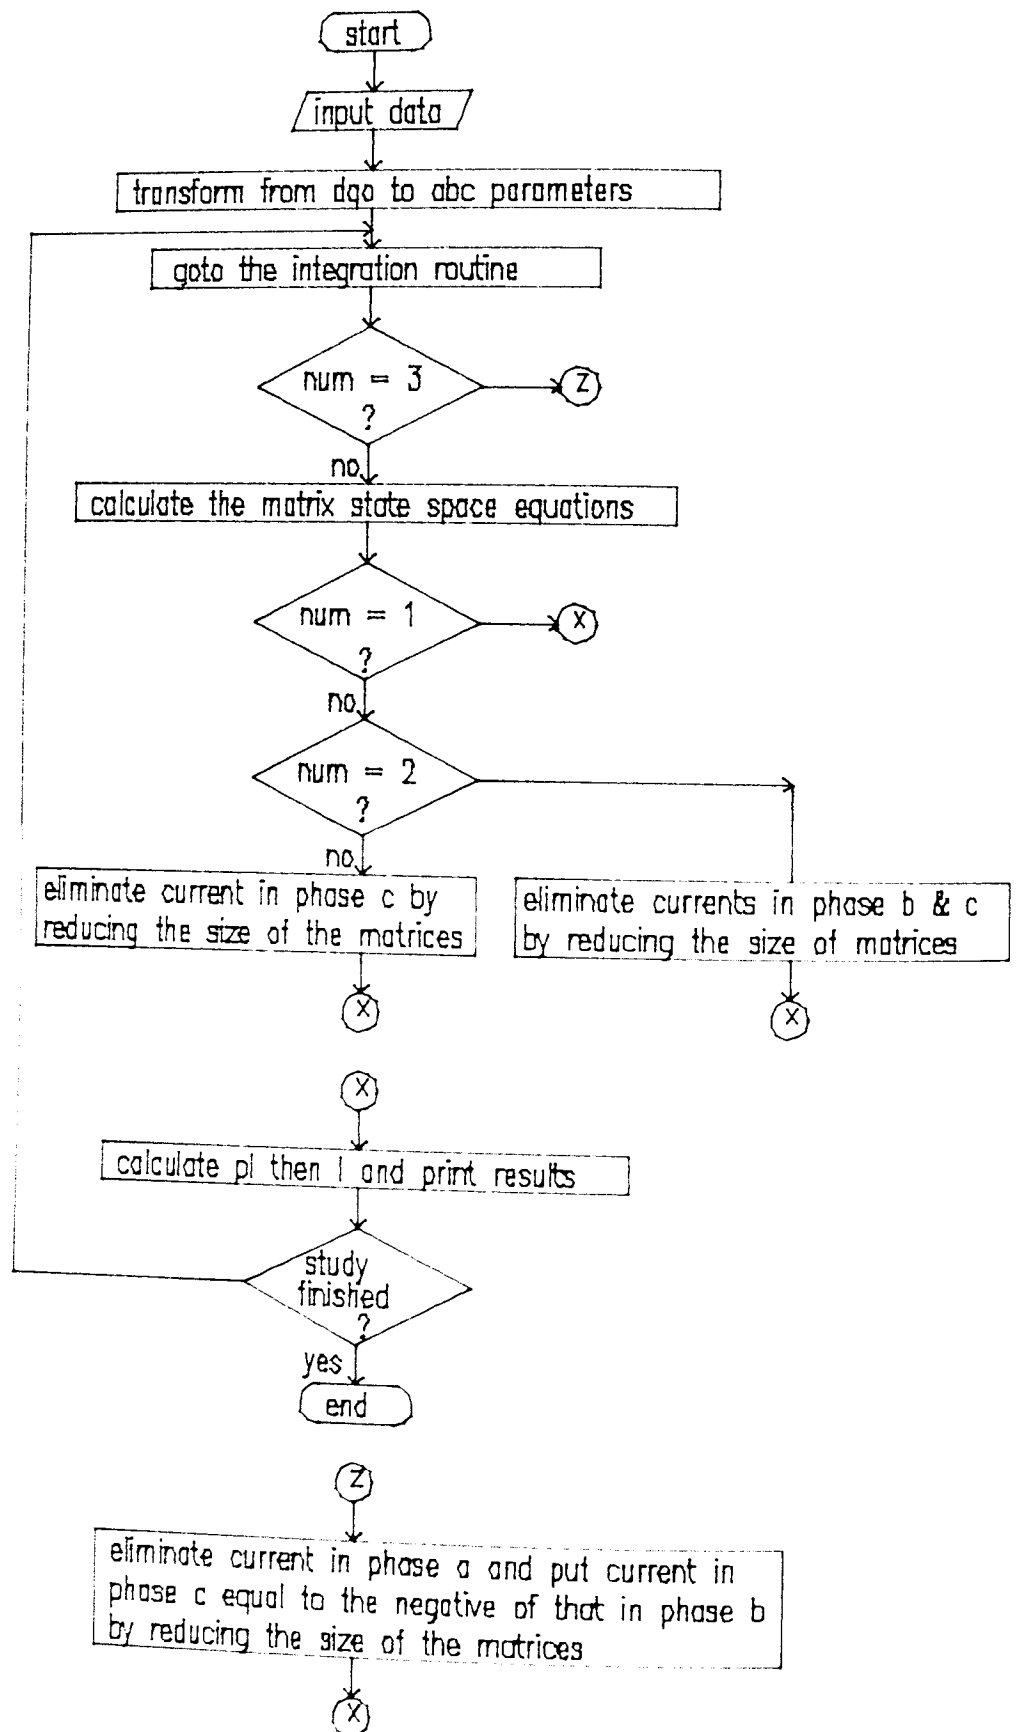 start
input data
transform from dqo to abc parameters
goto the integration routine
num = 3
?
Z
no
calculate the matrix state space equations
num = 1
?
X
no
num = 2
?
no
eliminate current in phase c by
reducing the size of the matrices
eliminate currents in phase b & c
by reducing the size of matrices
X
X
X
calculate pI then I and print results
study
finished
?
yes
end
Z
eliminate current in phase a and put current in
phase c equal to the negative of that in phase b
by reducing the size of the matrices
X